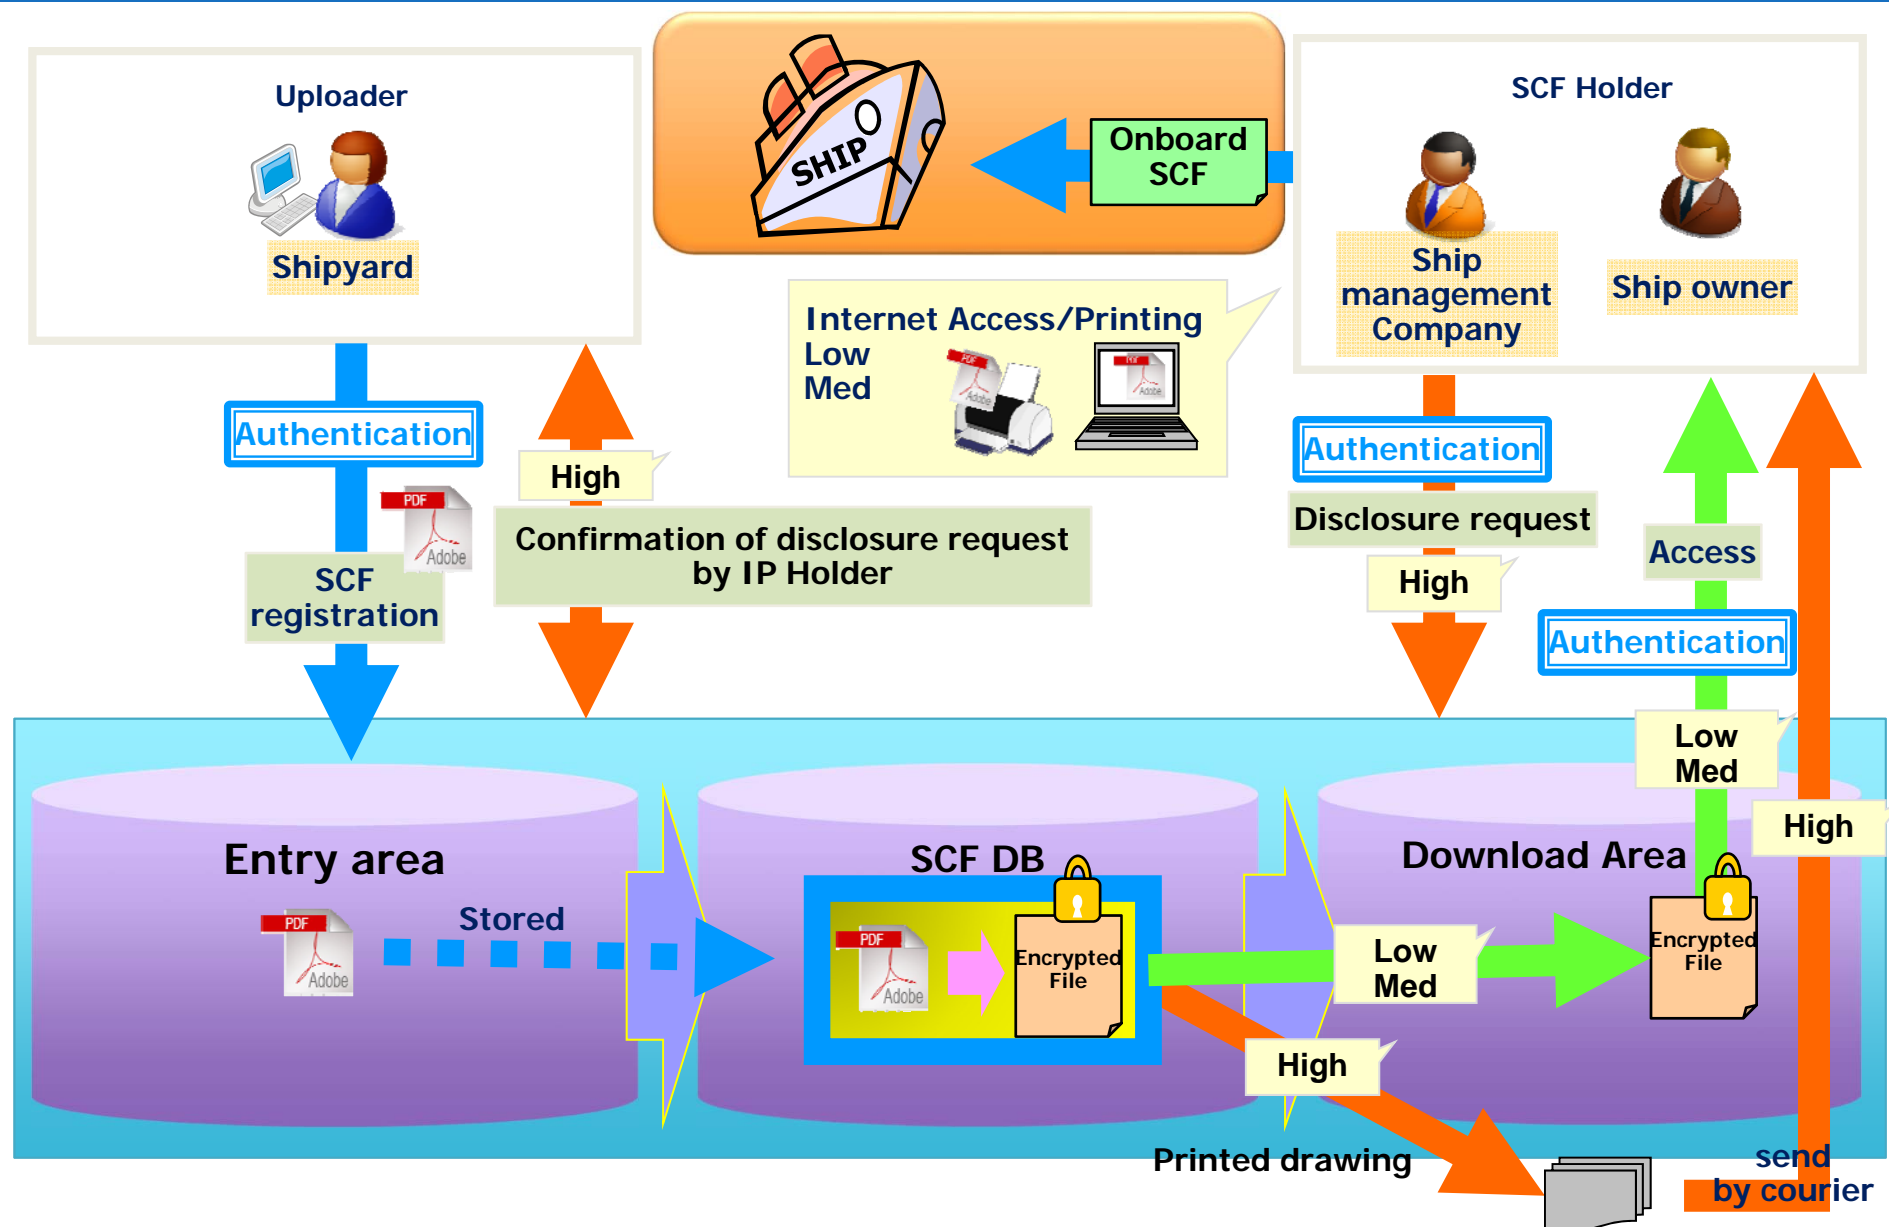 Uploader
Shipyard
SHIP
Onboard
SCF
SCF Holder
Ship
management
Company
Ship owner
Internet Access/Printing
Low
Med
PDF
Adobe
PDF
Adobe
Authentication
High
PDF
Adobe
SCF
registration
Confirmation of disclosure request
by IP Holder
Authentication
Disclosure request
High
Access
Authentication
Low
Med
High
Entry area
PDF
Adobe
Stored
SCF DB
PDF
Adobe
Encrypted
File
Low
Med
High
Download Area
Encrypted
File
Printed drawing
send
by courier